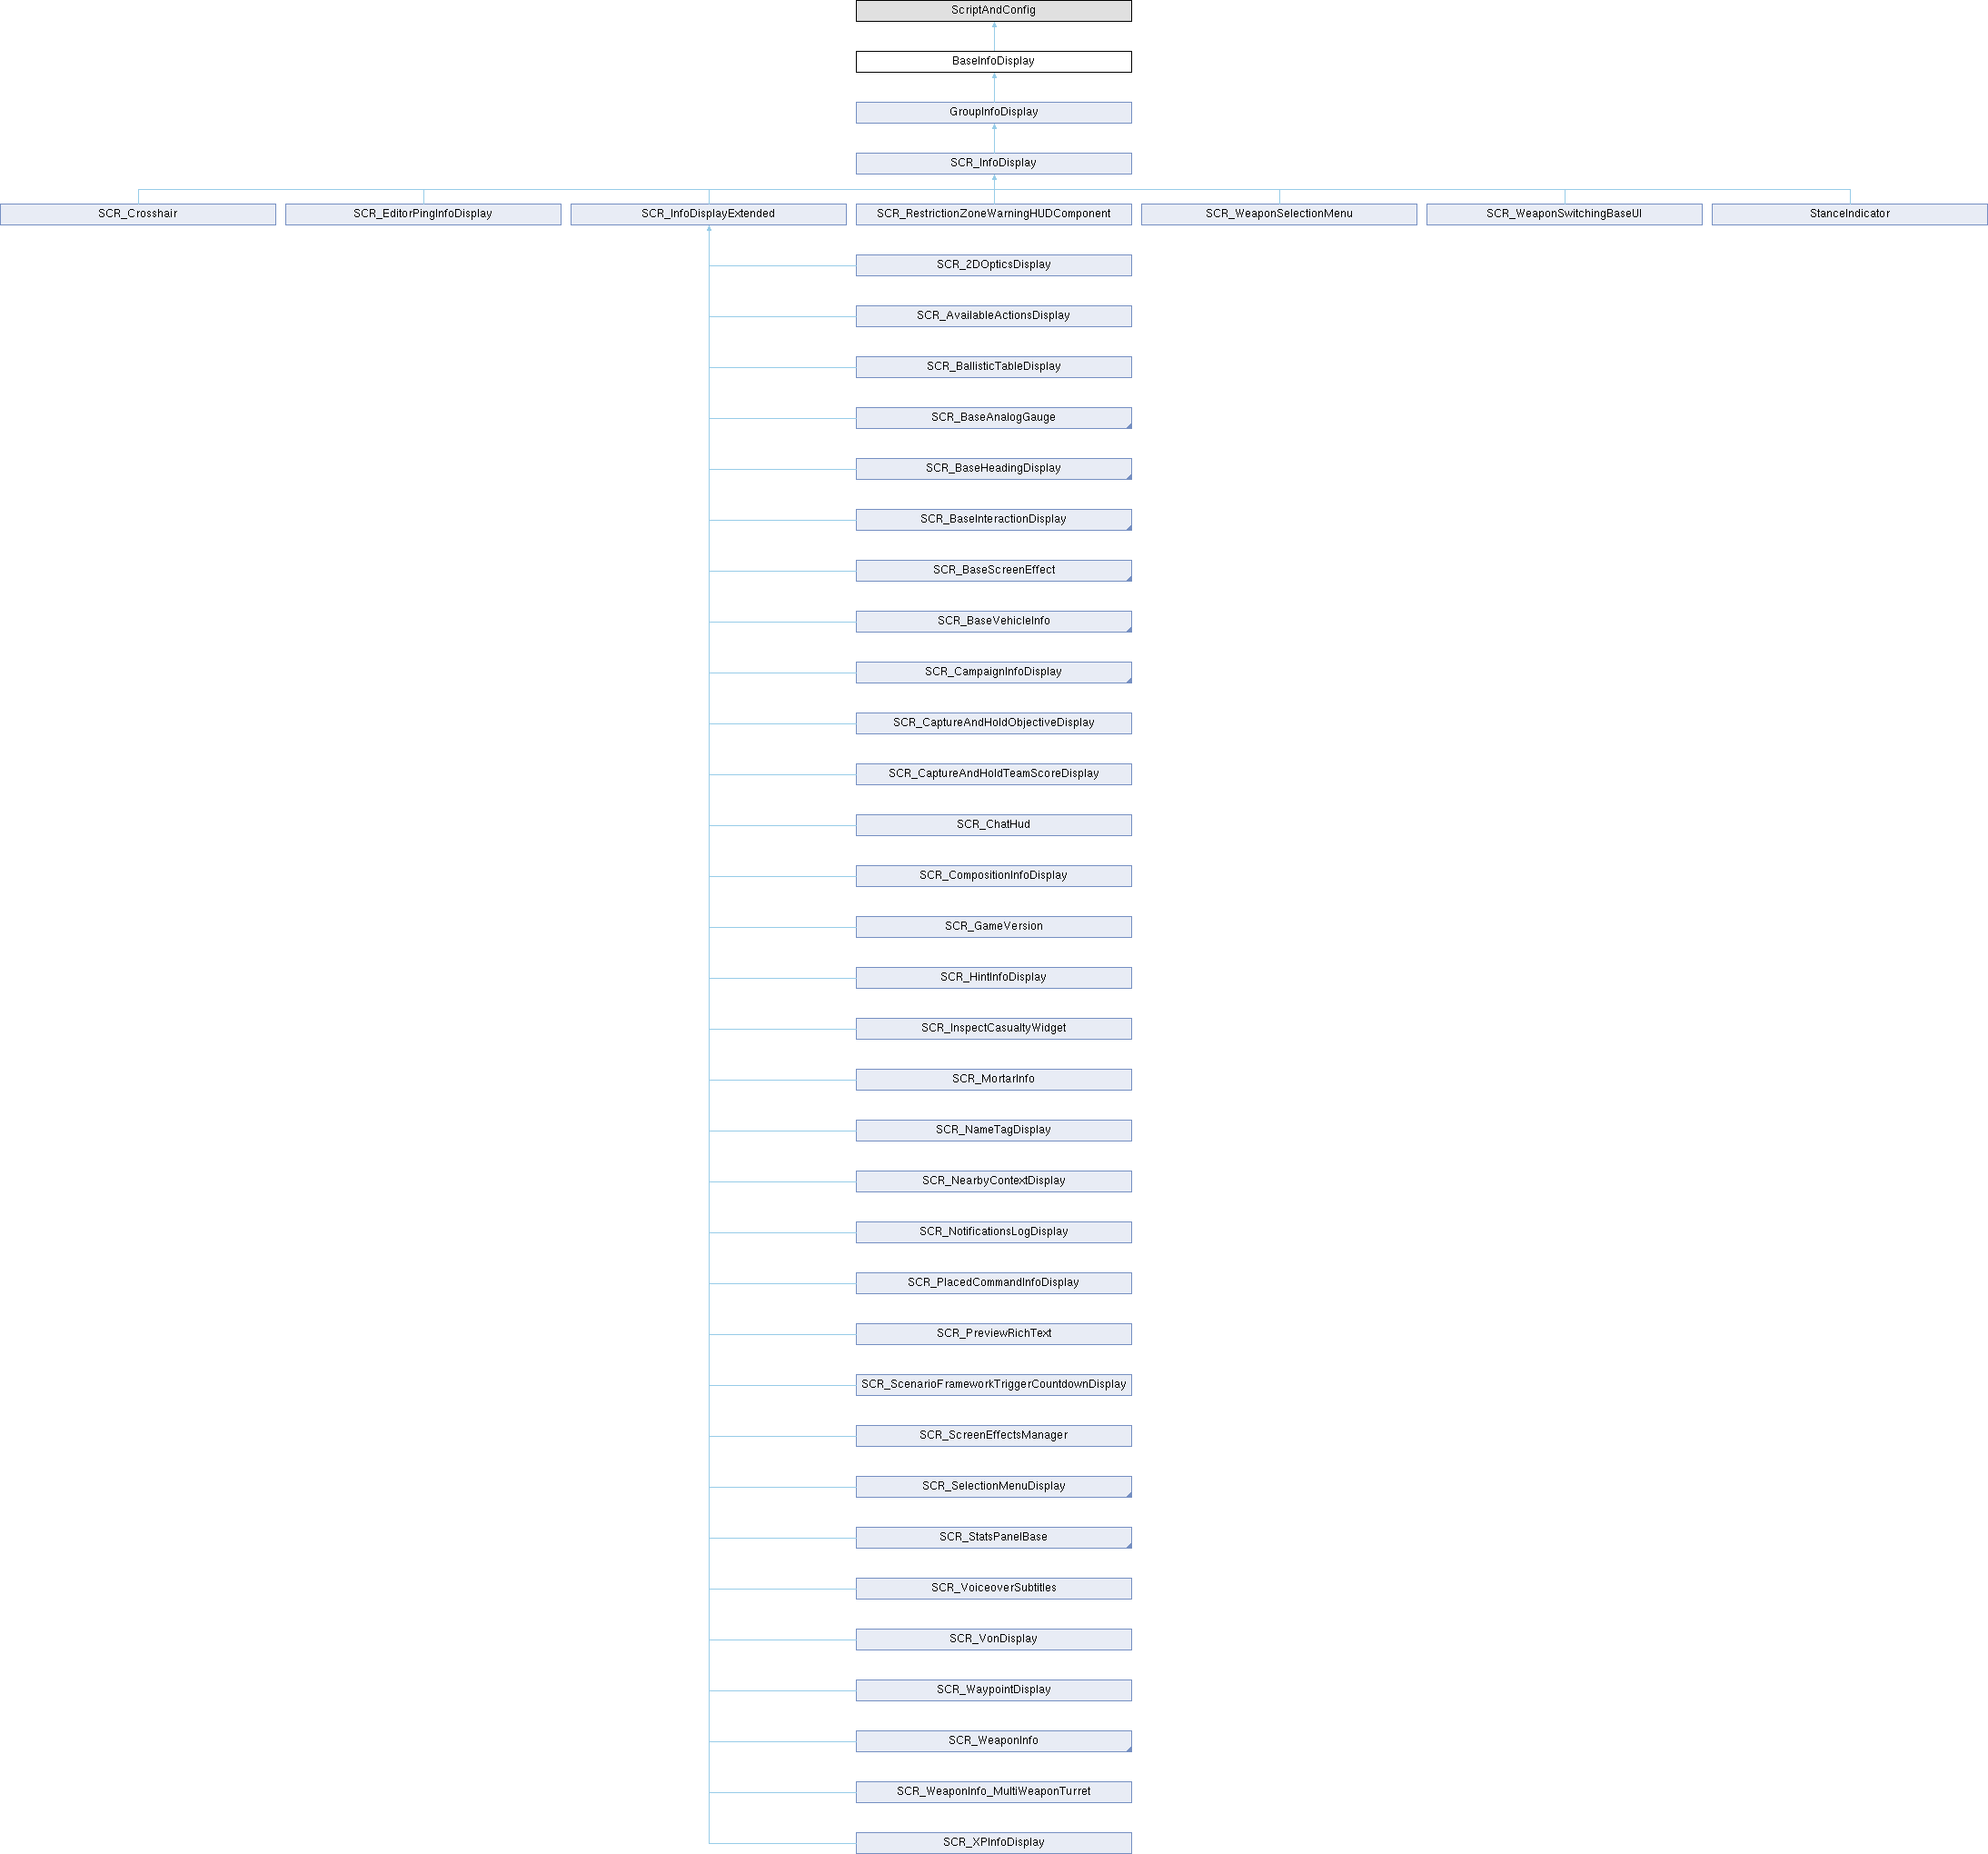 ScriptAndConfig
BaseInfoDisplay
GroupInfoDisplay
SCR_InfoDisplay
SCR_Crosshair
SCR_EditorPingInfoDisplay
SCR_InfoDisplayExtended
SCR_RestrictionZoneWarningHUDComponent
SCR_WeaponSelectionMenu
SCR_WeaponSwitchingBaseUI
StanceIndicator
SCR_2DOpticsDisplay
SCR_AvailableActionsDisplay
SCR_BallisticTableDisplay
SCR_BaseAnalogGauge
SCR_BaseHeadingDisplay
SCR_BaseInteractionDisplay
SCR_BaseScreenEffect
SCR_BaseVehicleInfo
SCR_CampaignInfoDisplay
SCR_CaptureAndHoldObjectiveDisplay
SCR_CaptureAndHoldTeamScoreDisplay
SCR_ChatHud
SCR_CompositionInfoDisplay
SCR_GameVersion
SCR_HintInfoDisplay
SCR_InspectCasualtyWidget
SCR_MortarInfo
SCR_NameTagDisplay
SCR_NearbyContextDisplay
SCR_NotificationsLogDisplay
SCR_PlacedCommandInfoDisplay
SCR_PreviewRichText
SCR_ScenarioFrameworkTriggerCountdownDisplay
SCR_ScreenEffectsManager
SCR_SelectionMenuDisplay
SCR_StatsPanelBase
SCR_VoiceoverSubtitles
SCR_VonDisplay
SCR_WaypointDisplay
SCR_WeaponInfo
SCR_WeaponInfo_MultiWeaponTurret
SCR_XPInfoDisplay